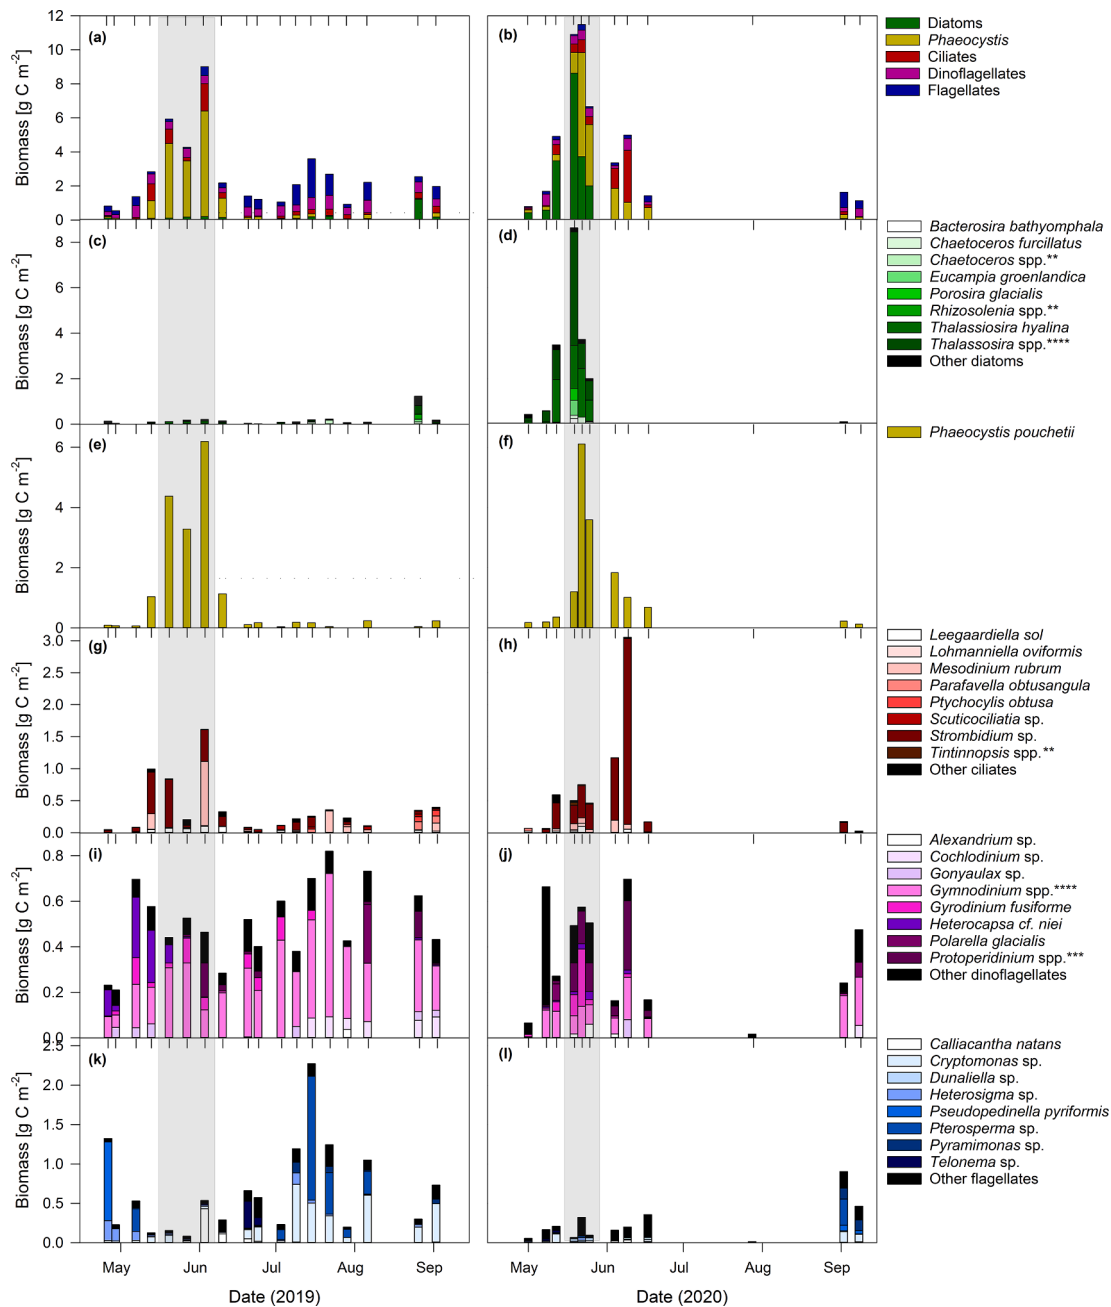 (a)
(b)
Biomass [g C m-2]
12
10
8
6
4
2
0
Diatoms
Phaeocystis
Ciliates
Dinoflagellates
Flagellates
(c)
(d)
Biomass [g C m-2]
8
6
4
2
0
Bacterosira bathyomphala
Chaetoceros furcillatus
Chaetoceros spp.**
Eucampia groenlandica
Porosira glacialis
Rhizosolenia spp.**
Thalassiosira hyalina
Thalassosira spp.****
Other diatoms
(e)
(f)
Biomass [g C m-2]
6
4
2
0
Phaeocystis pouchetii
(g)
(h)
Biomass [g C m-2]
3.0
2.5
2.0
1.5
1.0
0.5
0.0
Leegaardiella sol
Lohmanniella oviformis
Mesodinium rubrum
Parafavella obtusangula
Ptychocylis obtusa
Scuticociliatia sp.
Strombidium sp.
Tintinnopsis spp.**
Other ciliates
(i)
(j)
Biomass [g C m-2]
0.8
0.6
0.4
0.2
0.0
Alexandrium sp.
Cochlodinium sp.
Gonyaulax sp.
Gymnodinium spp.****
Gyrodinium fusiforme
Heterocapsa cf. niei
Polarella glacialis
Protoperidinium spp.***
Other dinoflagellates
(k)
(l)
Biomass [g C m-2]
2.5
2.0
1.5
1.0
0.5
0.0
Calliacantha natans
Cryptomonas sp.
Dunaliella sp.
Heterosigma sp.
Pseudopedinella pyriformis
Pterosperma sp.
Pyramimonas sp.
Telonema sp.
Other flagellates
May Jun Jul Aug Sep
May Jun Jul Aug Sep
Date (2019)
Date (2020)